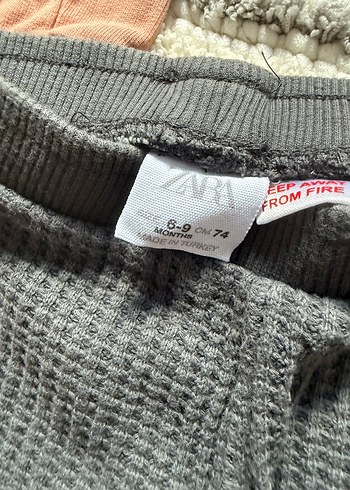 ZARA
SIZE 6-9 CM 74
MONTHS
MADE IN TURKEY
KEEP AWAY
FROM FIRE